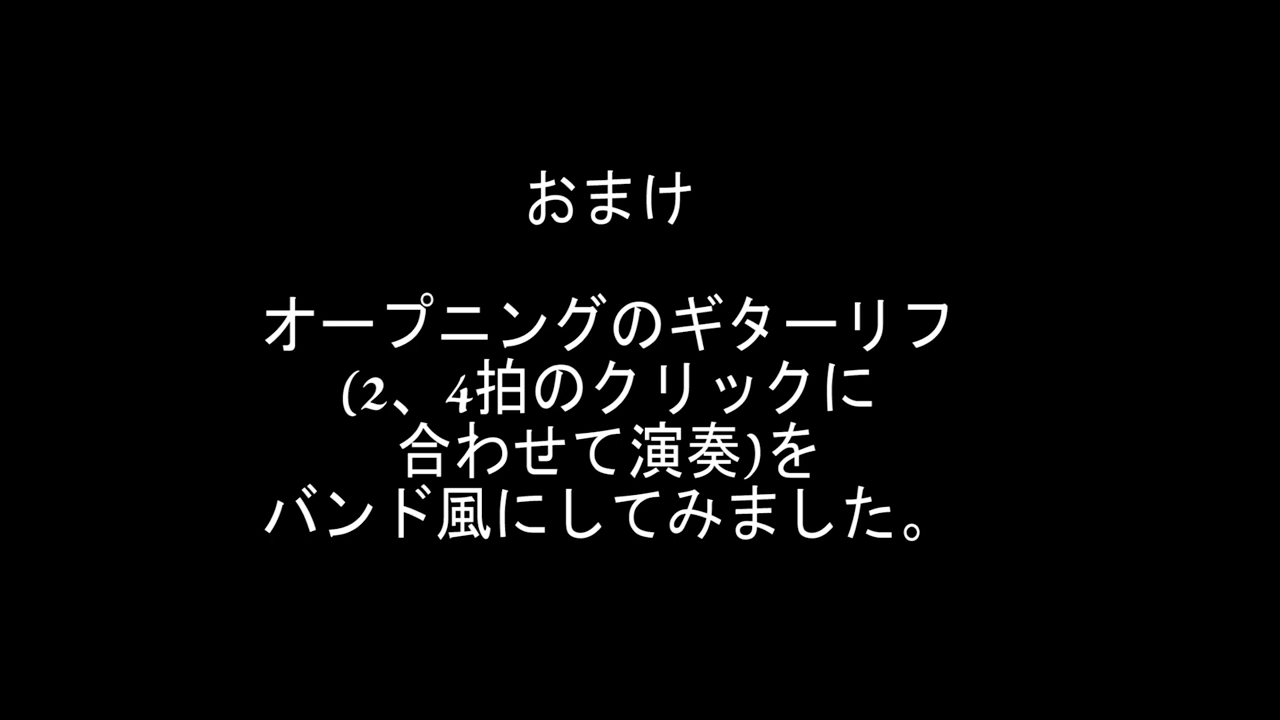 おまけ
オープニングのギターリフ
(2、4拍のクリックに
合わせて演奏)を
バンド風にしてみました。